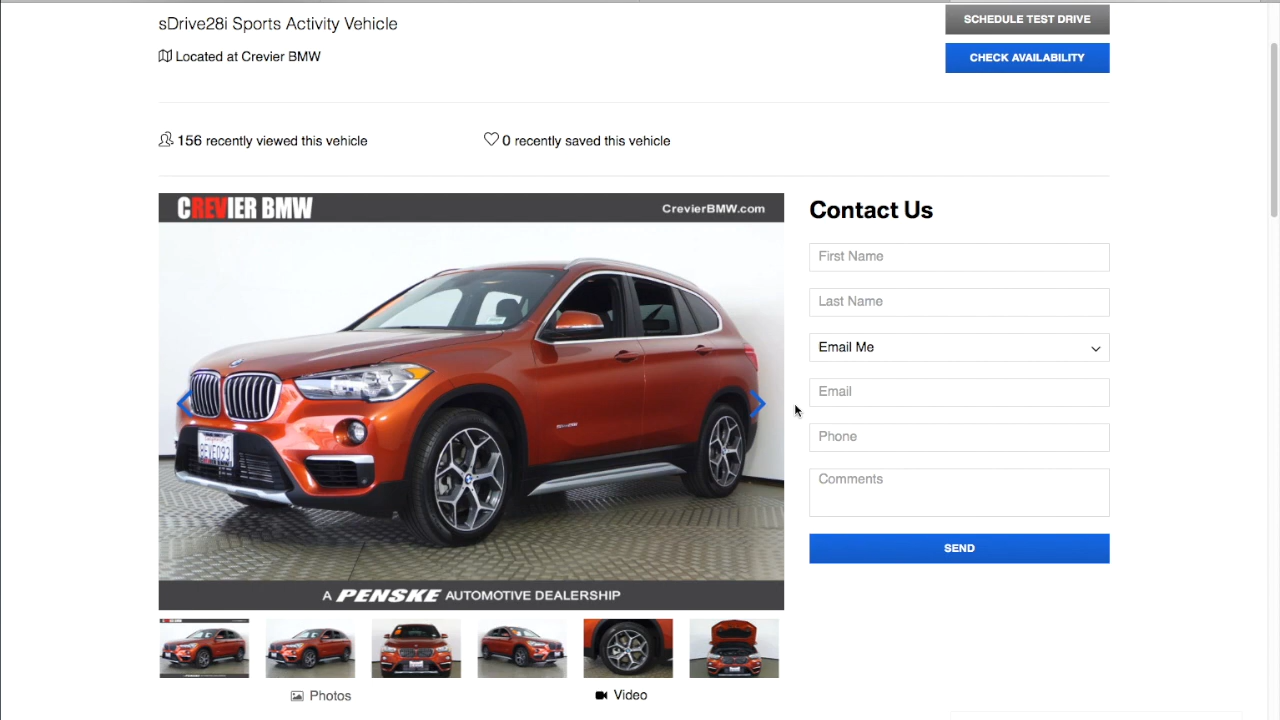 sDrive28i Sports Activity Vehicle
SCHEDULE TEST DRIVE
Located at Crevier BMW
CHECK AVAILABILITY
156 recently viewed this vehicle
0 recently saved this vehicle
CREVIER BMW
CrevierBMW.com
Contact Us
First Name
Last Name
Email Me
Email
Phone
Comments
SEND
A PENSKE AUTOMOTIVE DEALERSHIP
Photos
Video